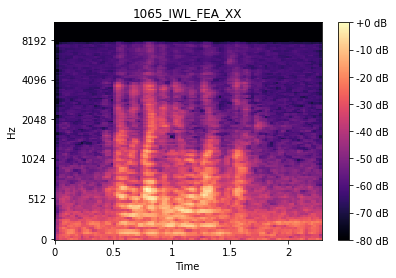 1065_IWL_FEA_XX
+0 dB
8192
-10 dB
4096
-20 dB
-30 dB
2048
Hz
-40 dB
1024
-50 dB
512
-60 dB
-70 dB
0
-80 dB
0
0.5
1
1.5
2
Time